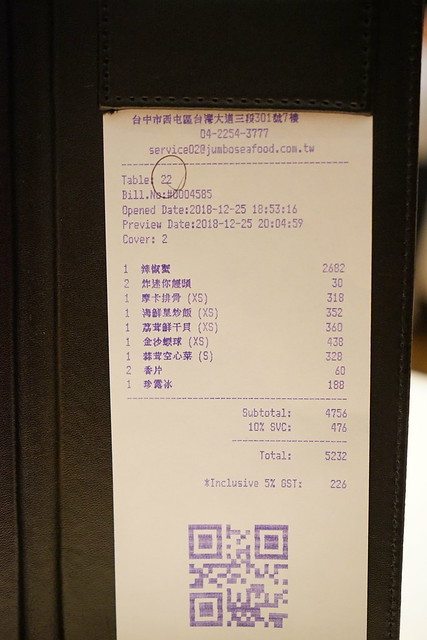 台中市西屯區台灣大道三段301號7樓
04-2254-3777
service02@jumboseafood.com.tw
Table: 22
Bill.No:#0004585
Opened Date:2018-12-25 18:53:16
Preview Date:2018-12-25 20:04:59
Cover: 2
1 辣椒蟹 2682
2 炸迷你饅頭 30
1 摩卡排骨 (XS) 318
1 海鮮星炒飯 (XS) 352
1 荔茸鮮干貝 (XS) 360
1 金沙蝦球 (XS) 438
1 蒜茸空心菜 (S) 328
2 香片 60
1 珍露冰 188
Subtotal: 4756
10% SVC: 476
Total: 5232
*Inclusive 5% GST: 226